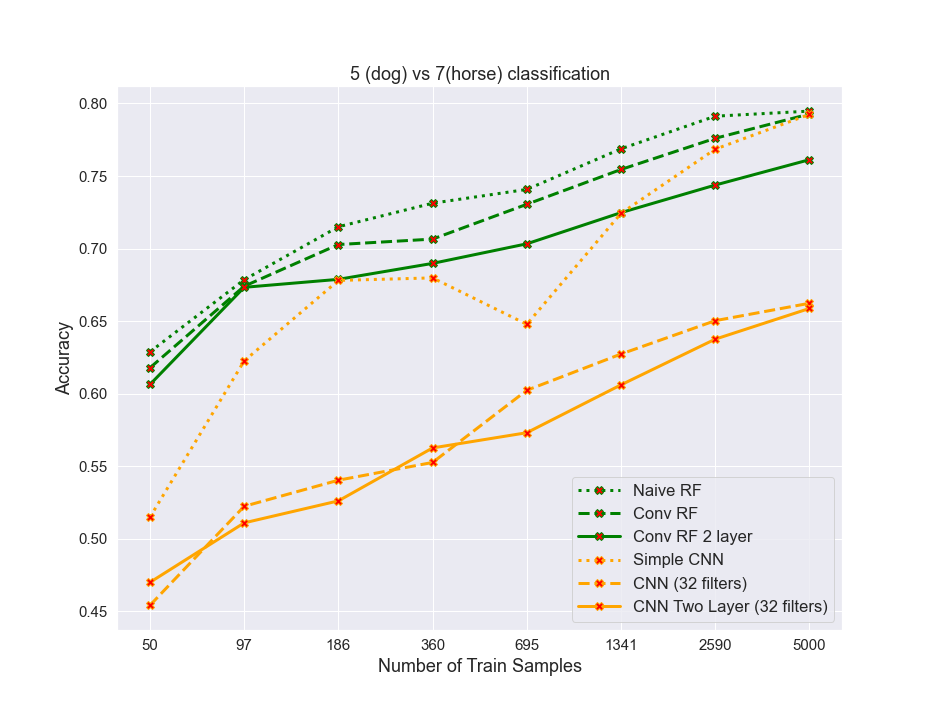 5 (dog) vs 7(horse) classification
0.80
0.75
0.70
0.65
0.60
0.55
0.50
0.45
Accuracy
50 97 186 360 695 1341 2590 5000
Number of Train Samples
Naive RF
Conv RF
Conv RF 2 layer
Simple CNN
CNN (32 filters)
CNN Two Layer (32 filters)